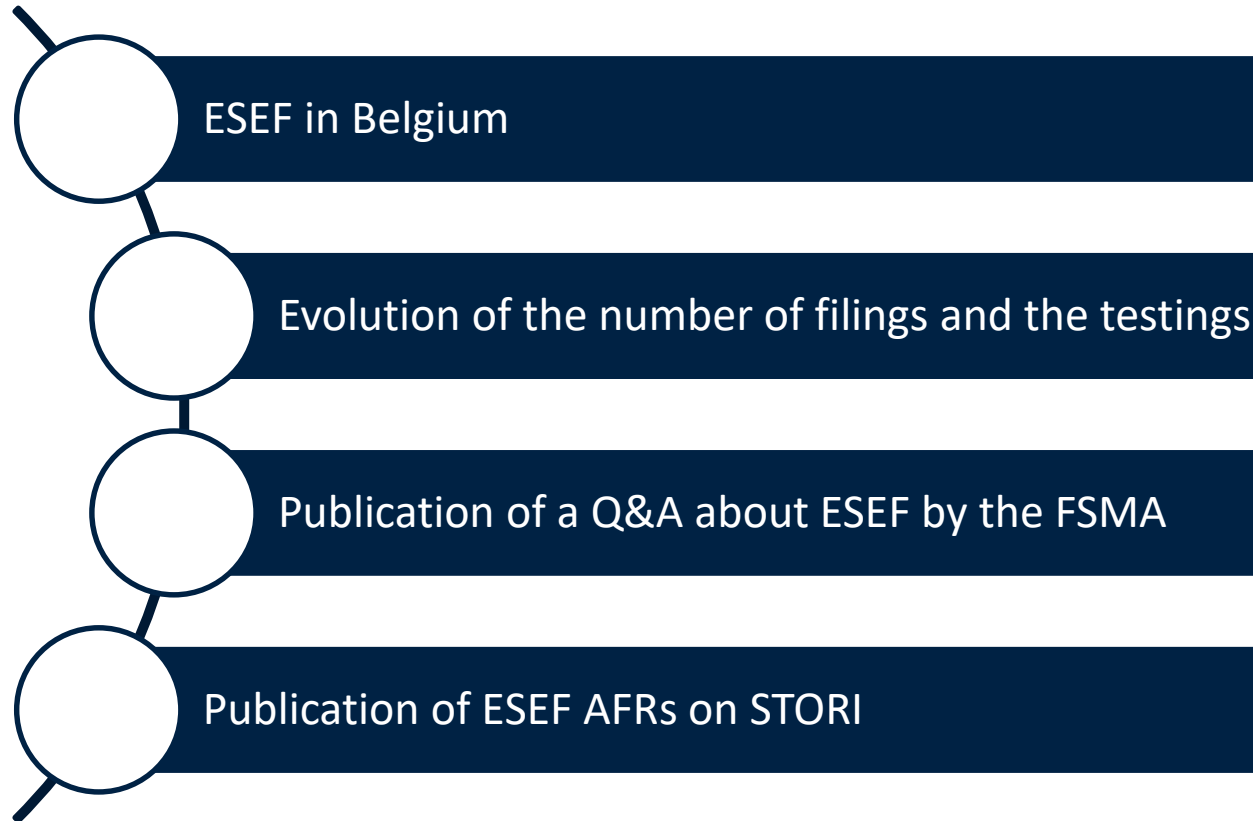 ESEF in Belgium
Evolution of the number of filings and the testings
Publication of a Q&A about ESEF by the FSMA
Publication of ESEF AFRs on STORI